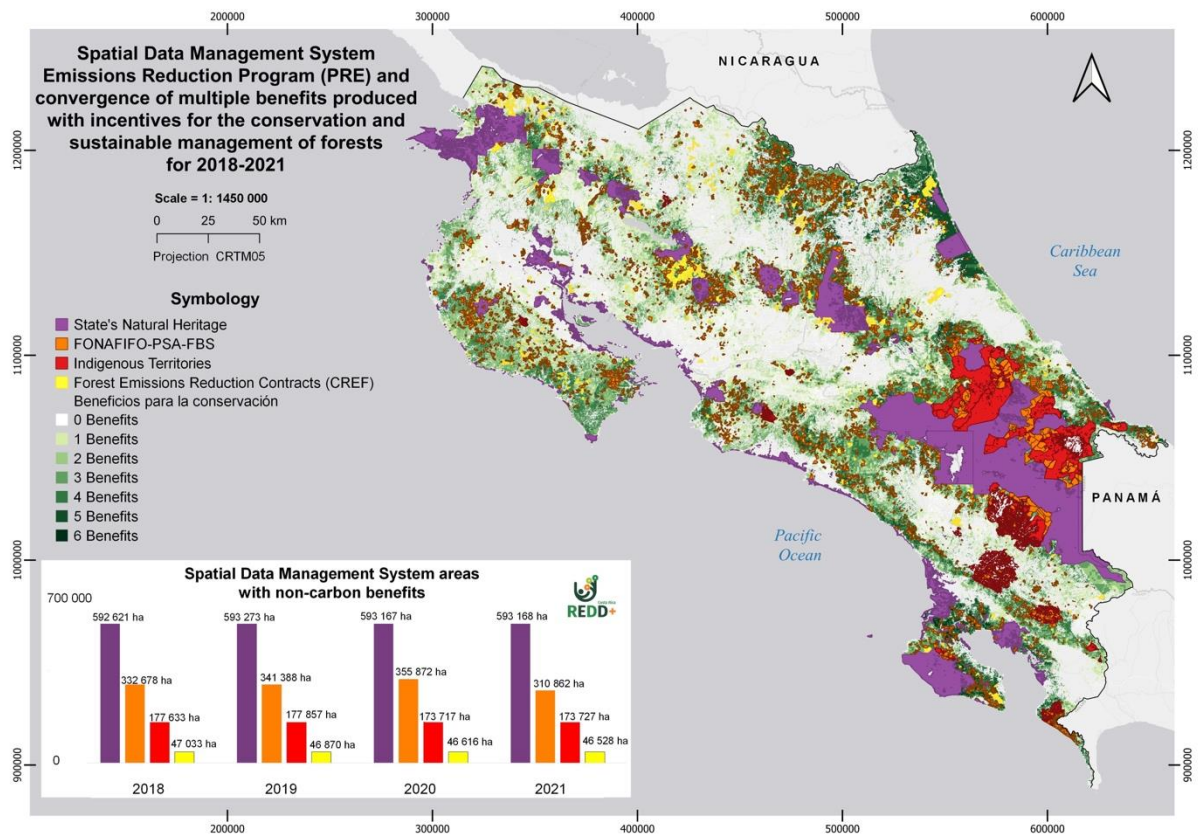 200000
300000
400000
500000
600000
Spatial Data Management System
Emissions Reduction Program (PRE) and
convergence of multiple benefits produced
with incentives for the conservation and
sustainable management of forests
for 2018-2021
Scale = 1: 1450 000
0 25 50 km
Projection CRTM05
NICARAGUA
Caribbean
Sea
PANAMÁ
Pacific
Ocean
1200000
1100000
1000000
900000
1200000
1100000
1000000
900000
Symbology
State's Natural Heritage
FONAFIFO-PSA-FBS
Indigenous Territories
Forest Emissions Reduction Contracts (CREF)
Beneficios para la conservación
0 Benefits
1 Benefits
2 Benefits
3 Benefits
4 Benefits
5 Benefits
6 Benefits
Spatial Data Management System areas
with non-carbon benefits
REDD+
700 000
592 621 ha
593 273 ha
593 167 ha
593 168 ha
332 678 ha
341 388 ha
355 872 ha
310 862 ha
177 633 ha
177 857 ha
173 717 ha
173 727 ha
47 033 ha
46 870 ha
46 616 ha
46 528 ha
0
2018
2019
2020
2021
200000
300000
400000
500000
600000